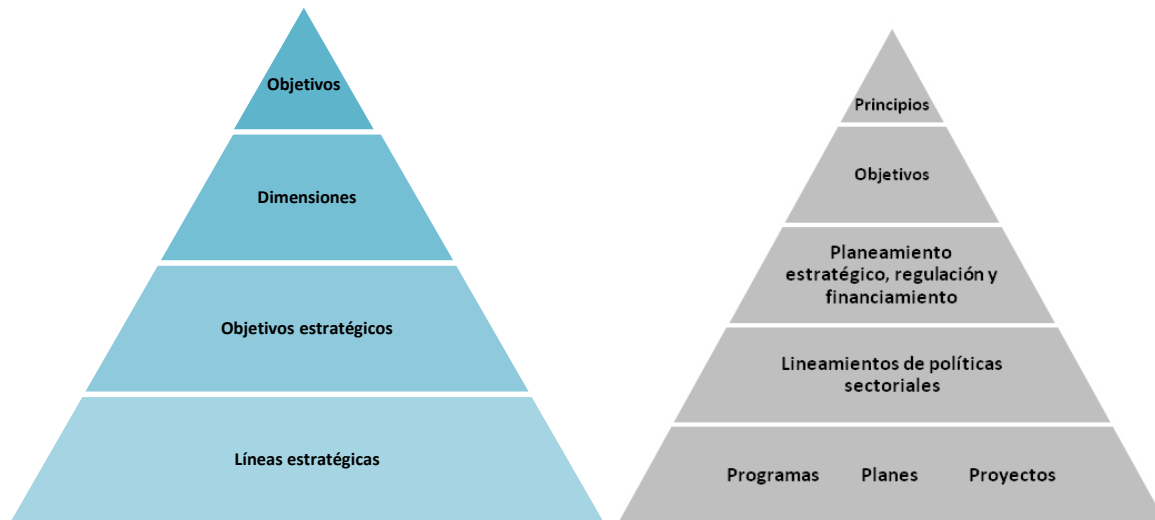 Objetivos
Dimensiones
Objetivos estratégicos
Líneas estratégicas
Principios
Objetivos
Planeamiento
estratégico, regulación y
financiamiento
Lineamientos de políticas
sectoriales
Programas Planes Proyectos